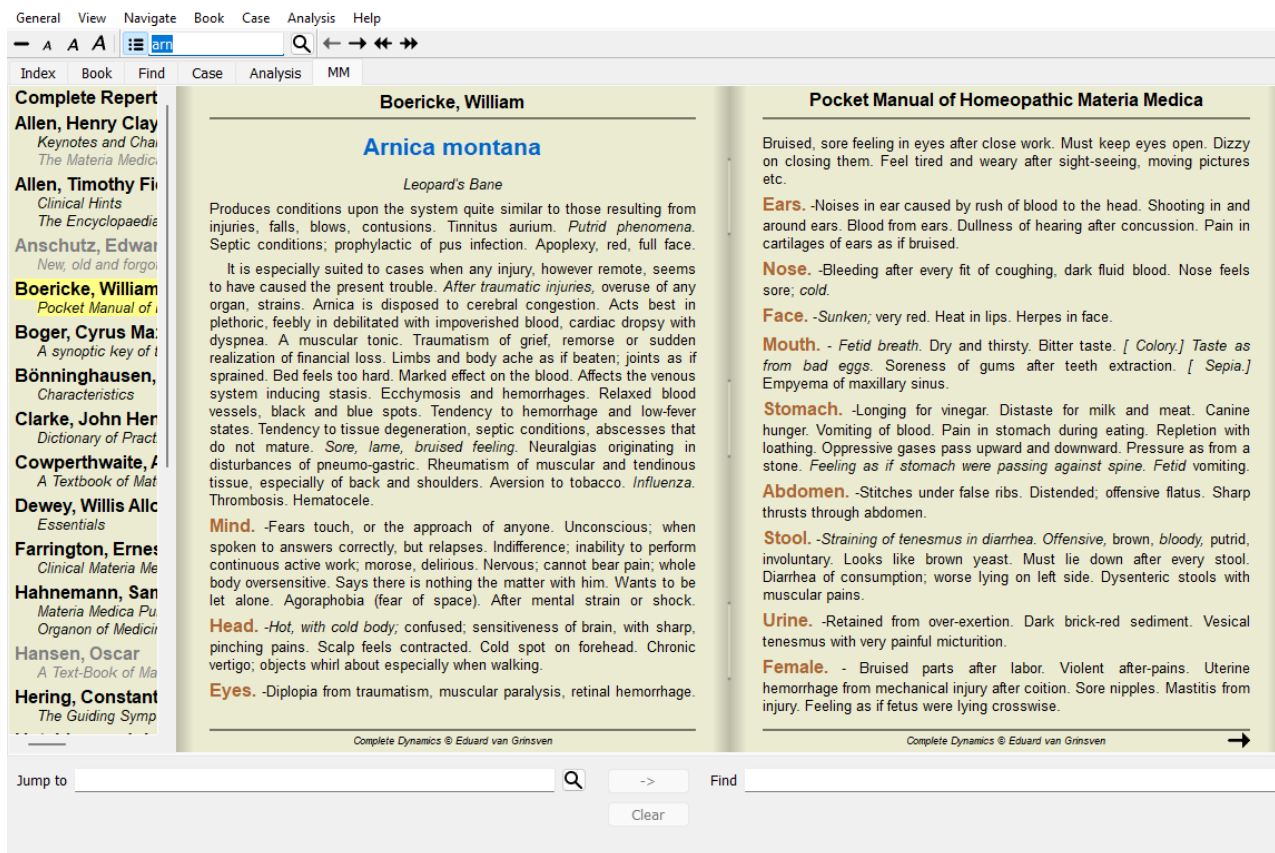 General View Navigate Book Case Analysis Help
A A A arn
Index Book Find Case Analysis MM
Complete Repert
Allen, Henry Clay
Keynotes and Cha
The Materia Medica
Allen, Timothy Fi
Clinical Hints
The Encyclopaedia
Anschutz, Edwar
New, old and forgo
Boericke, William
Pocket Manual of
Boger, Cyrus Ma
A synoptic key of t
Bönninghausen,
Characteristics
Clarke, John Hen
Dictionary of Pract
Cowperthwaite, A
A Textbook of Mat
Dewey, Willis Allo
Essentials
Farrington, Ernes
Clinical Materia Me
Hahnemann, Sam
Materia Medica Pu
Organon of Medicin
Hansen, Oscar
A Text-Book of Ma
Hering, Constant
The Guiding Symp
Boericke, William
Arnica montana
Leopard's Bane
Produces conditions upon the system quite similar to those resulting from
injuries, falls, blows, contusions. Tinnitus aurium. Putrid phenomena.
Septic conditions; prophylactic of pus infection. Apoplexy, red, full face.
It is especially suited to cases when any injury, however remote, seems
to have caused the present trouble. After traumatic injuries, overuse of any
organ, strains. Arnica is disposed to cerebral congestion. Acts best in
plethoric, feebly in debilitated with impoverished blood, cardiac dropsy with
dyspnea. A muscular tonic. Traumatism of grief, remorse or sudden
realization of financial loss. Limbs and body ache as if beaten; joints as if
sprained. Bed feels too hard. Marked effect on the blood. Affects the venous
system inducing stasis. Ecchymosis and hemorrhages. Relaxed blood
vessels, black and blue spots. Tendency to hemorrhage and low-fever
states. Tendency to tissue degeneration, septic conditions, abscesses that
do not mature. Sore, lame, bruised feeling. Neuralgias originating in
disturbances of pneumo-gastric. Rheumatism of muscular and tendinous
tissue, especially of back and shoulders. Aversion to tobacco. Influenza.
Thrombosis. Hematocele.
Mind. -Fears touch, or the approach of anyone. Unconscious; when
spoken to answers correctly, but relapses. Indifference; inability to perform
continuous active work; morose, delirious. Nervous; cannot bear pain; whole
body oversensitive. Says there is nothing the matter with him. Wants to be
let alone. Agoraphobia (fear of space). After mental strain or shock.
Head. -Hot, with cold body; confused; sensitiveness of brain, with sharp,
pinching pains. Scalp feels contracted. Cold spot on forehead. Chronic
vertigo; objects whirl about especially when walking.
Eyes. -Diplopia from traumatism, muscular paralysis, retinal hemorrhage.
Complete Dynamics © Eduard van Grinsven
Pocket Manual of Homeopathic Materia Medica
Bruised, sore feeling in eyes after close work. Must keep eyes open. Dizzy
on closing them. Feel tired and weary after sight-seeing, moving pictures
etc.
Ears. -Noises in ear caused by rush of blood to the head. Shooting in and
around ears. Blood from ears. Dullness of hearing after concussion. Pain in
cartilages of ears as if bruised.
Nose. -Bleeding after every fit of coughing, dark fluid blood. Nose feels
sore; cold.
Face. -Sunken; very red. Heat in lips. Herpes in face.
Mouth. - Fetid breath. Dry and thirsty. Bitter taste. [ Colory.] Taste as
from bad eggs. Soreness of gums after teeth extraction. [ Sepia.]
Empyema of maxillary sinus.
Stomach. -Longing for vinegar. Distaste for milk and meat. Canine
hunger. Vomiting of blood. Pain in stomach during eating. Repletion with
loathing. Oppressive gases pass upward and downward. Pressure as from a
stone. Feeling as if stomach were passing against spine. Fetid vomiting.
Abdomen. -Stitches under false ribs. Distended; offensive flatus. Sharp
thrusts through abdomen.
Stool. -Straining of tenesmus in diarrhea. Offensive, brown, bloody, putrid,
involuntary. Looks like brown yeast. Must lie down after every stool.
Diarrhea of consumption; worse lying on left side. Dysenteric stools with
muscular pains.
Urine. -Retained from over-exertion. Dark brick-red sediment. Vesical
tenesmus with very painful micturition.
Female. - Bruised parts after labor. Violent after-pains. Uterine
hemorrhage from mechanical injury after coition. Sore nipples. Mastitis from
injury. Feeling as if fetus were lying crosswise.
Complete Dynamics © Eduard van Grinsven
Jump to -> Find
Clear